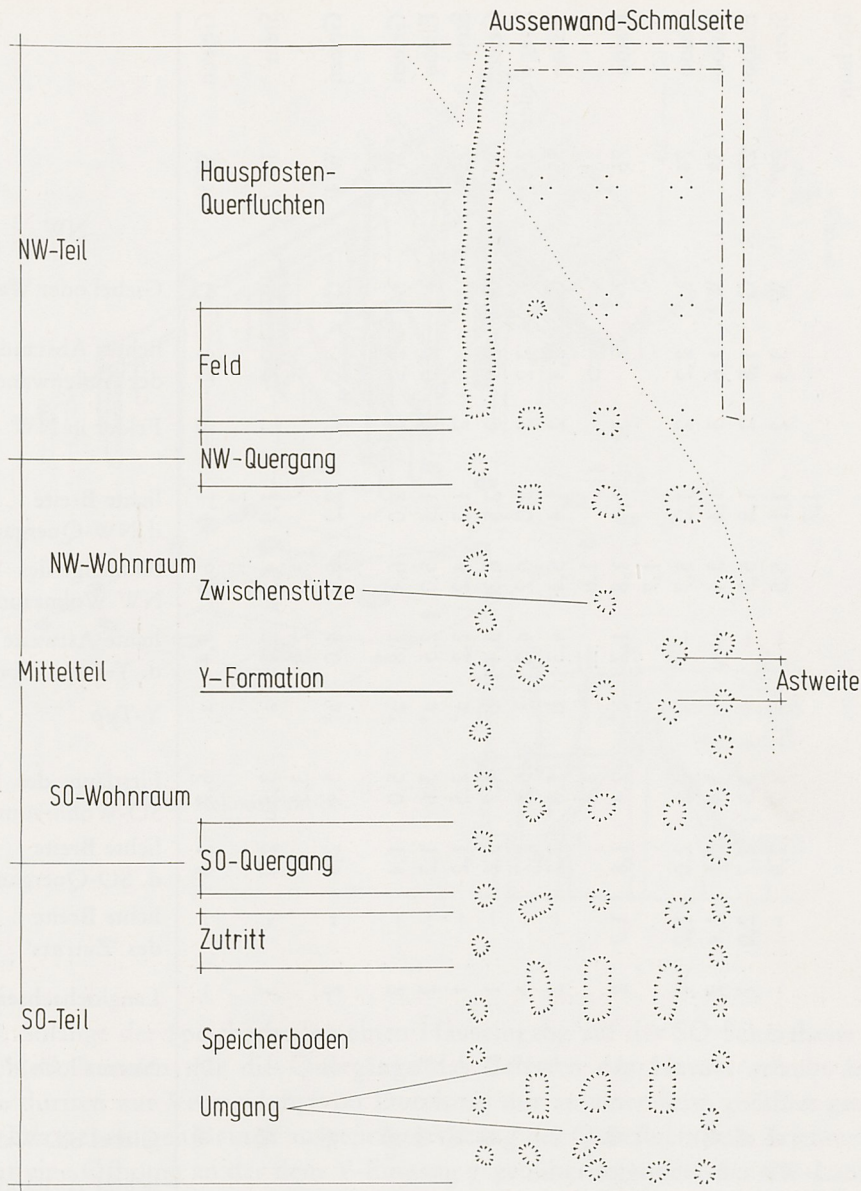 Aussenwand-Schmalseite
Hauspfosten-
Querfluchten
NW-Teil
Feld
NW-Quergang
NW-Wohnraum
Zwischenstütze
Mittelteil
Y-Formation
Astweite
SO-Wohnraum
SO-Quergang
Zutritt
SO-Teil
Speicherboden
Umgang